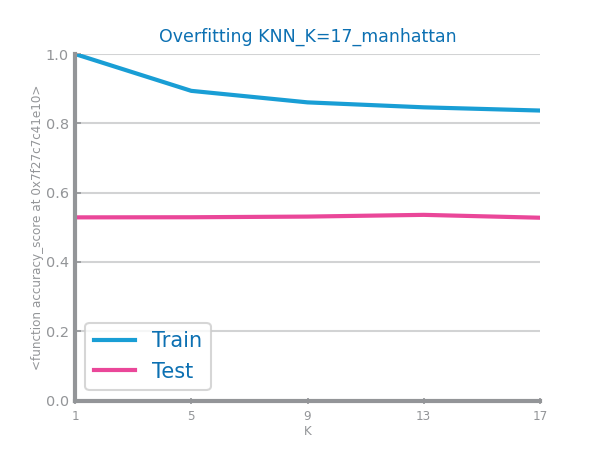 Overfitting KNN_K=17_manhattan
<function accuracy_score at 0x7f27c7c41e10>
1.0
0.8
0.6
0.4
0.2
0.0
Train
Test
1 5 9 13 17
K